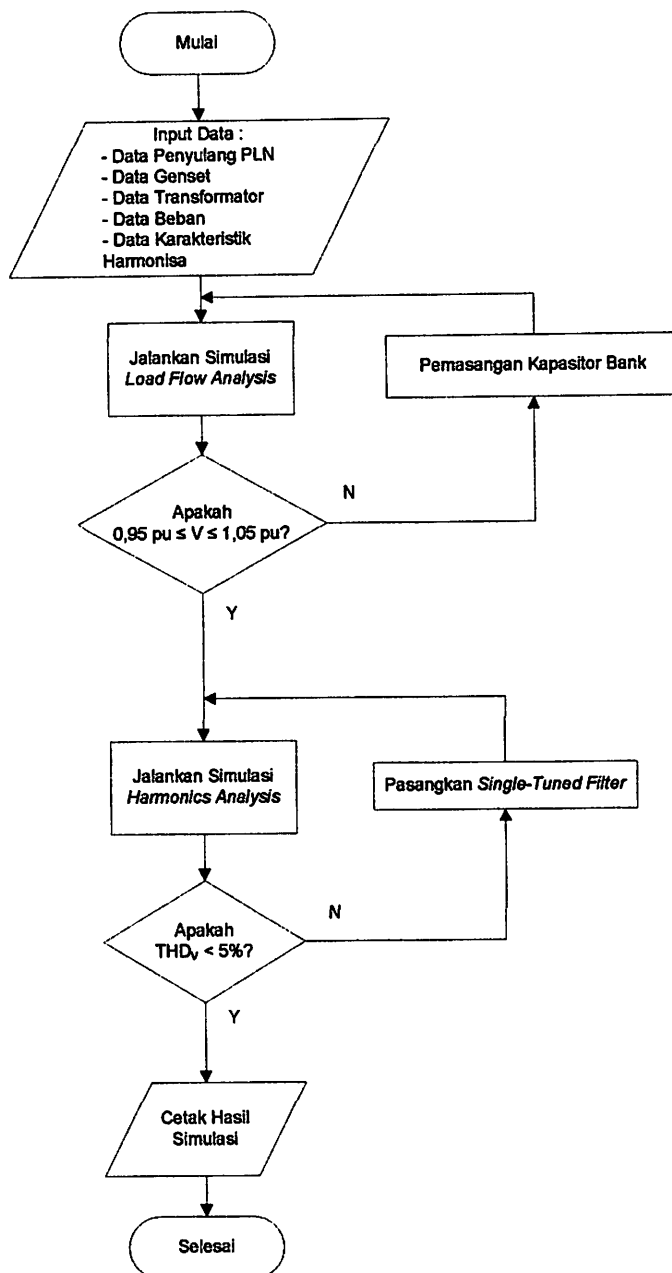 Mulai
Input Data :
- Data Penyulang PLN
- Data Genset
- Data Transformator
- Data Beban
- Data Karakteristik
Harmonisa
Jalankan Simulasi
Load Flow Analysis
Pemasangan Kapasitor Bank
Apakah
0,95 pu ≤ V ≤ 1,05 pu?
N
Y
Jalankan Simulasi
Harmonics Analysis
Pasangkan Single-Tuned Filter
Apakah
THDv < 5%?
N
Y
Cetak Hasil
Simulasi
Selesai